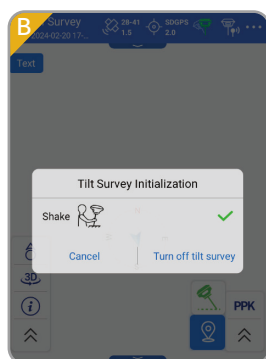 B
Survey
2024-02-20 17-...
28-41
1.5
SDGPS
2.0
Text
Tilt Survey Initialization
Shake
Cancel
Turn off tilt survey
3D
i
PPK